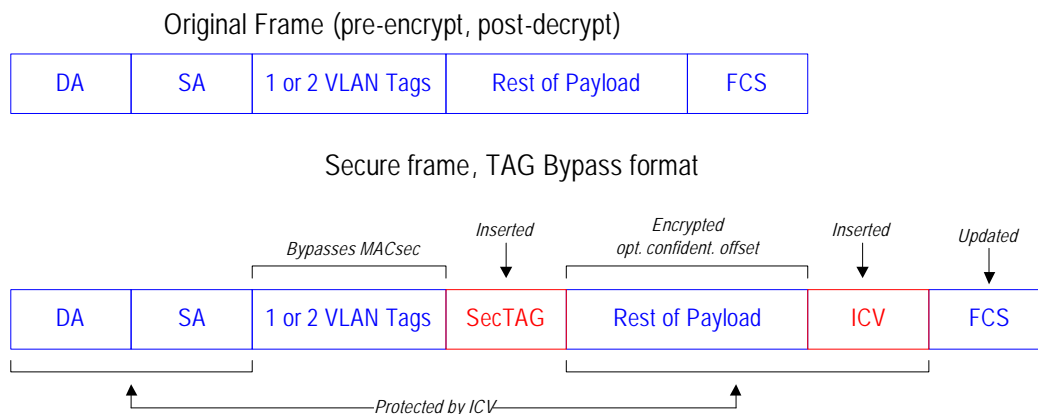 Original Frame (pre-encrypt, post-decrypt)
DA SA 1 or 2 VLAN Tags Rest of Payload FCS
Secure frame, TAG Bypass format
Bypasses MACsec
Inserted
Encrypted
opt. confident. offset
Inserted
Updated
DA SA 1 or 2 VLAN Tags SecTAG Rest of Payload ICV FCS
Protected by ICV